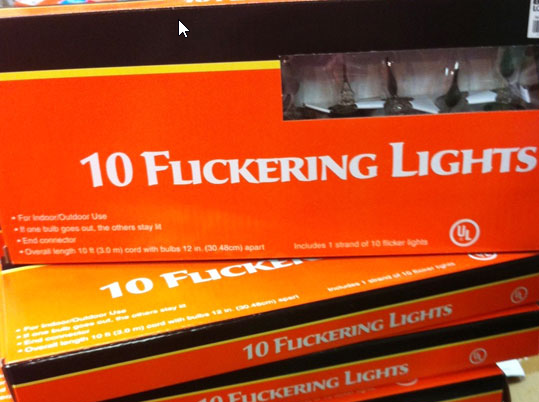 10 FLICKERING LIGHTS
• For Indoor/Outdoor Use
• If one bulb goes out, the others stay lit
• End connector
• Overall length 10 ft (3.0 m) cord with bulbs 12 in. (30.48cm) apart
Includes 1 strand of 10 flicker lights
UL
10 FLICKERING
• For Indoor/Outdoor Use
• If one bulb goes out, the others stay lit
• End connector
• Overall length 10 ft (3.0 m) cord with bulbs 12 in. (30.48cm) apart
Includes 1 strand of 10 flicker lights
UL
10 FLICKERING LIGHTS
UL
10 FLICKERING LIGHTS
UL